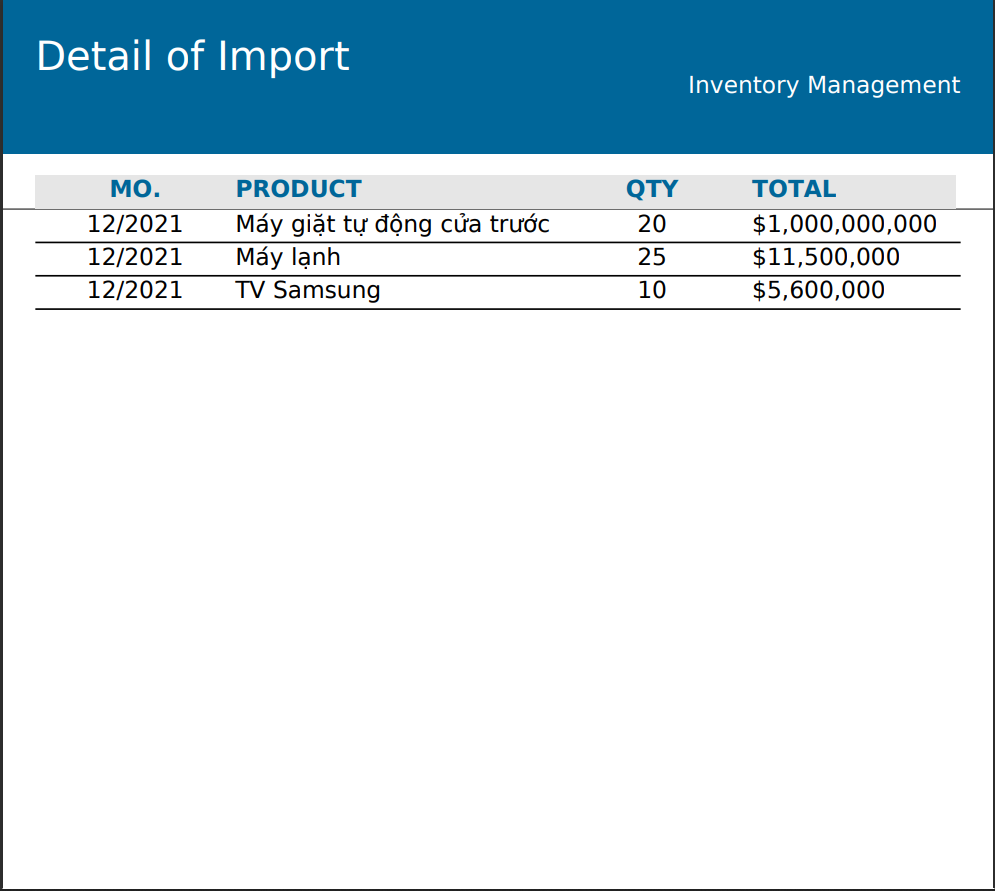 Detail of Import
Inventory Management
MO. PRODUCT QTY TOTAL
12/2021 Máy giặt tự động cửa trước 20 $1,000,000,000
12/2021 Máy lạnh 25 $11,500,000
12/2021 TV Samsung 10 $5,600,000